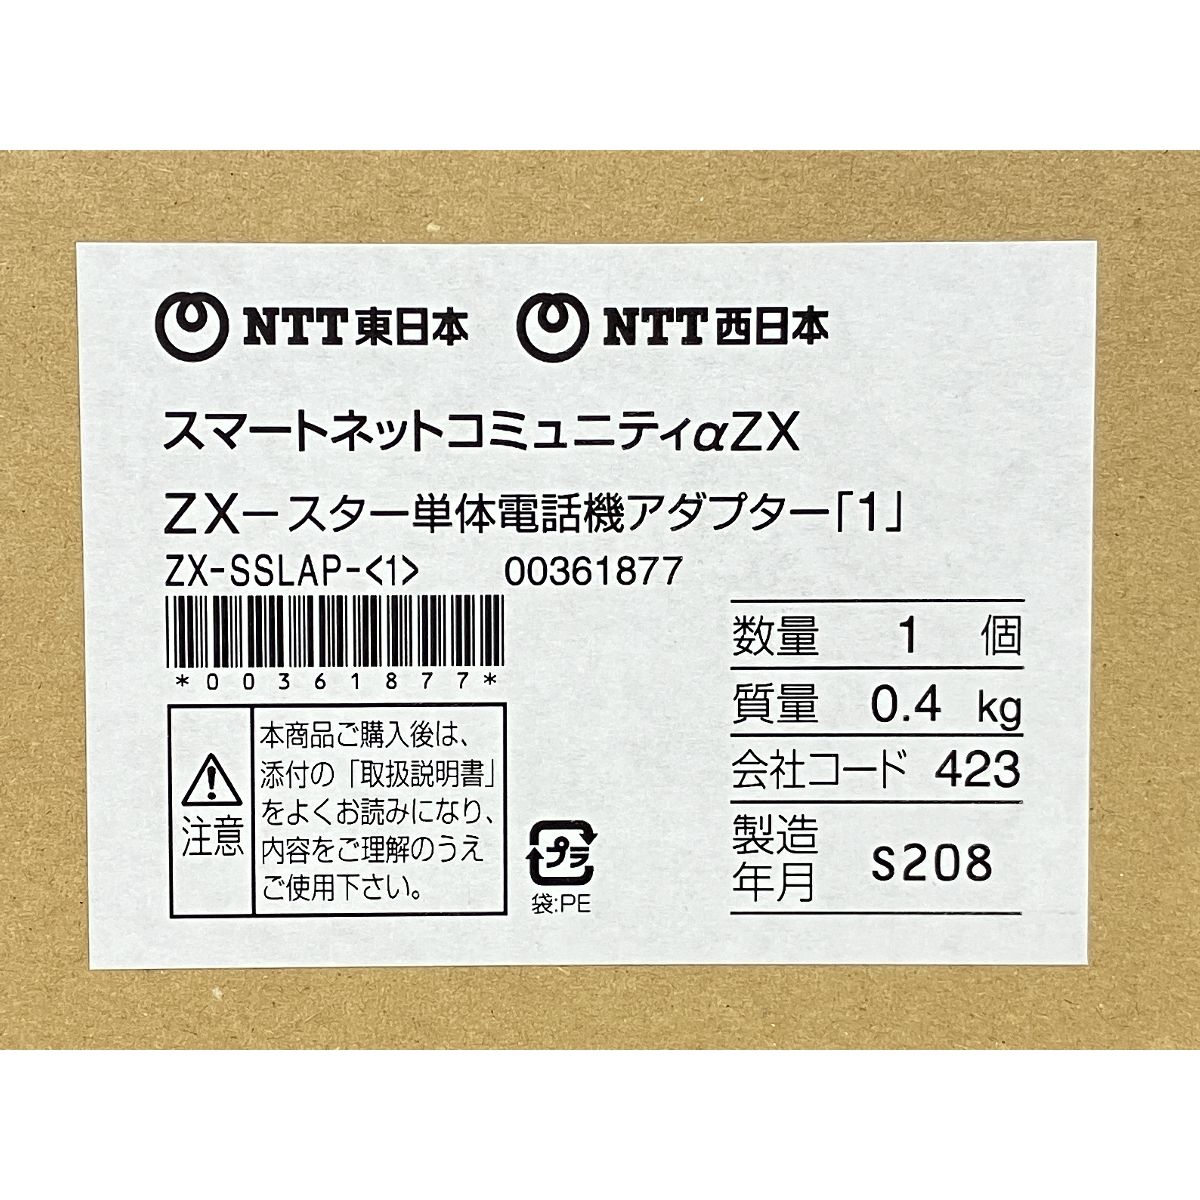 NTT東日本 NTT西日本
スマートネットコミュニティαZX
ZXースター単体電話機アダプター「1」
ZX-SSLAP-<1> 00361877
*00361877*
注意
本商品ご購入後は、
添付の「取扱説明書」
をよくお読みになり、
内容をご理解のうえ
ご使用下さい。
プラ
袋:PE
数量 1 個
質量 0.4 kg
会社コード 423
製造
年月 S208